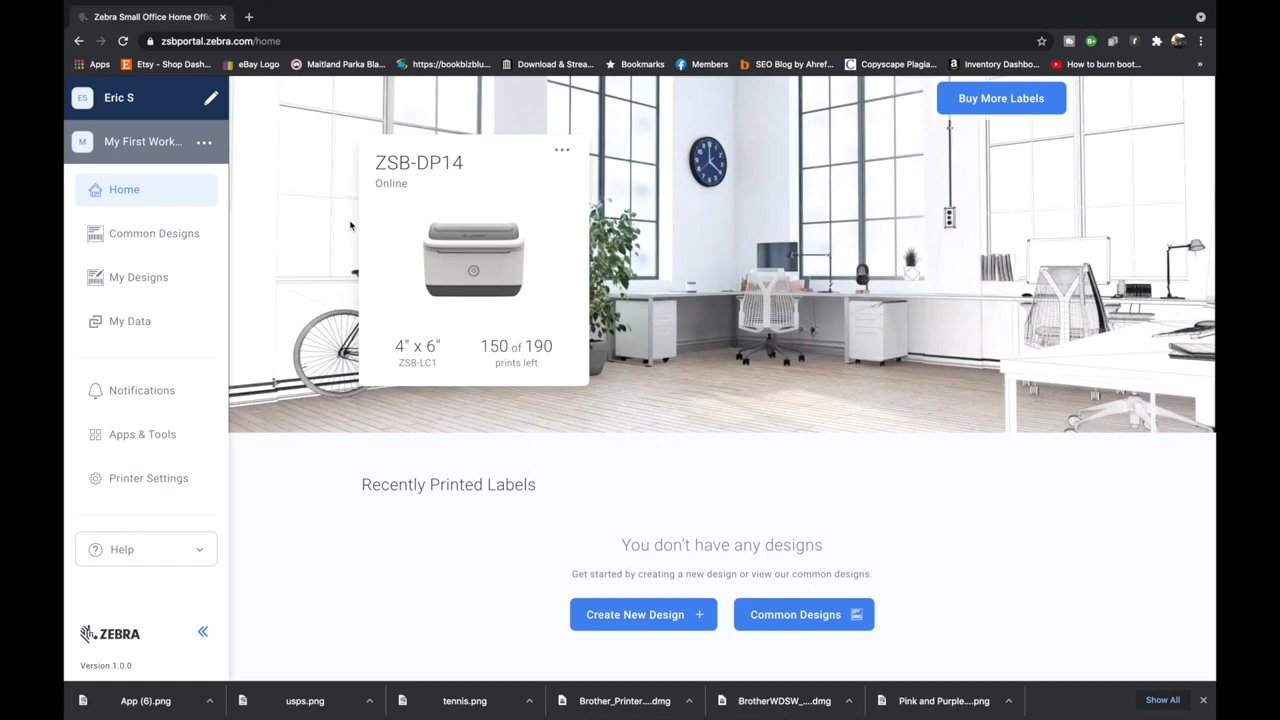 Zebra Small Office Home Offic
zsbportal.zebra.com/home
Apps
Etsy - Shop Dash...
eBay Logo
Maitland Parka Bla...
https://bookbizblu...
Download & Strea...
Bookmarks
Members
SEO Blog by Ahref...
Copyscape Plagia...
Inventory Dashbo...
How to burn boot...
»
ES
Eric S
M
My First Work...
Home
Common Designs
My Designs
My Data
Notifications
Apps & Tools
Printer Settings
Help
ZEBRA
Version 1.0.0
Buy More Labels
ZSB-DP14
Online
4" x 6"
150 of 190
ZSB-LC1
prints left
Recently Printed Labels
You don't have any designs
Get started by creating a new design or view our common designs.
Create New Design +
Common Designs
App (6).png
usps.png
tennis.png
Brother_Printer....dmg
BrotherWDSW_....dmg
Pink and Purple....png
Show All